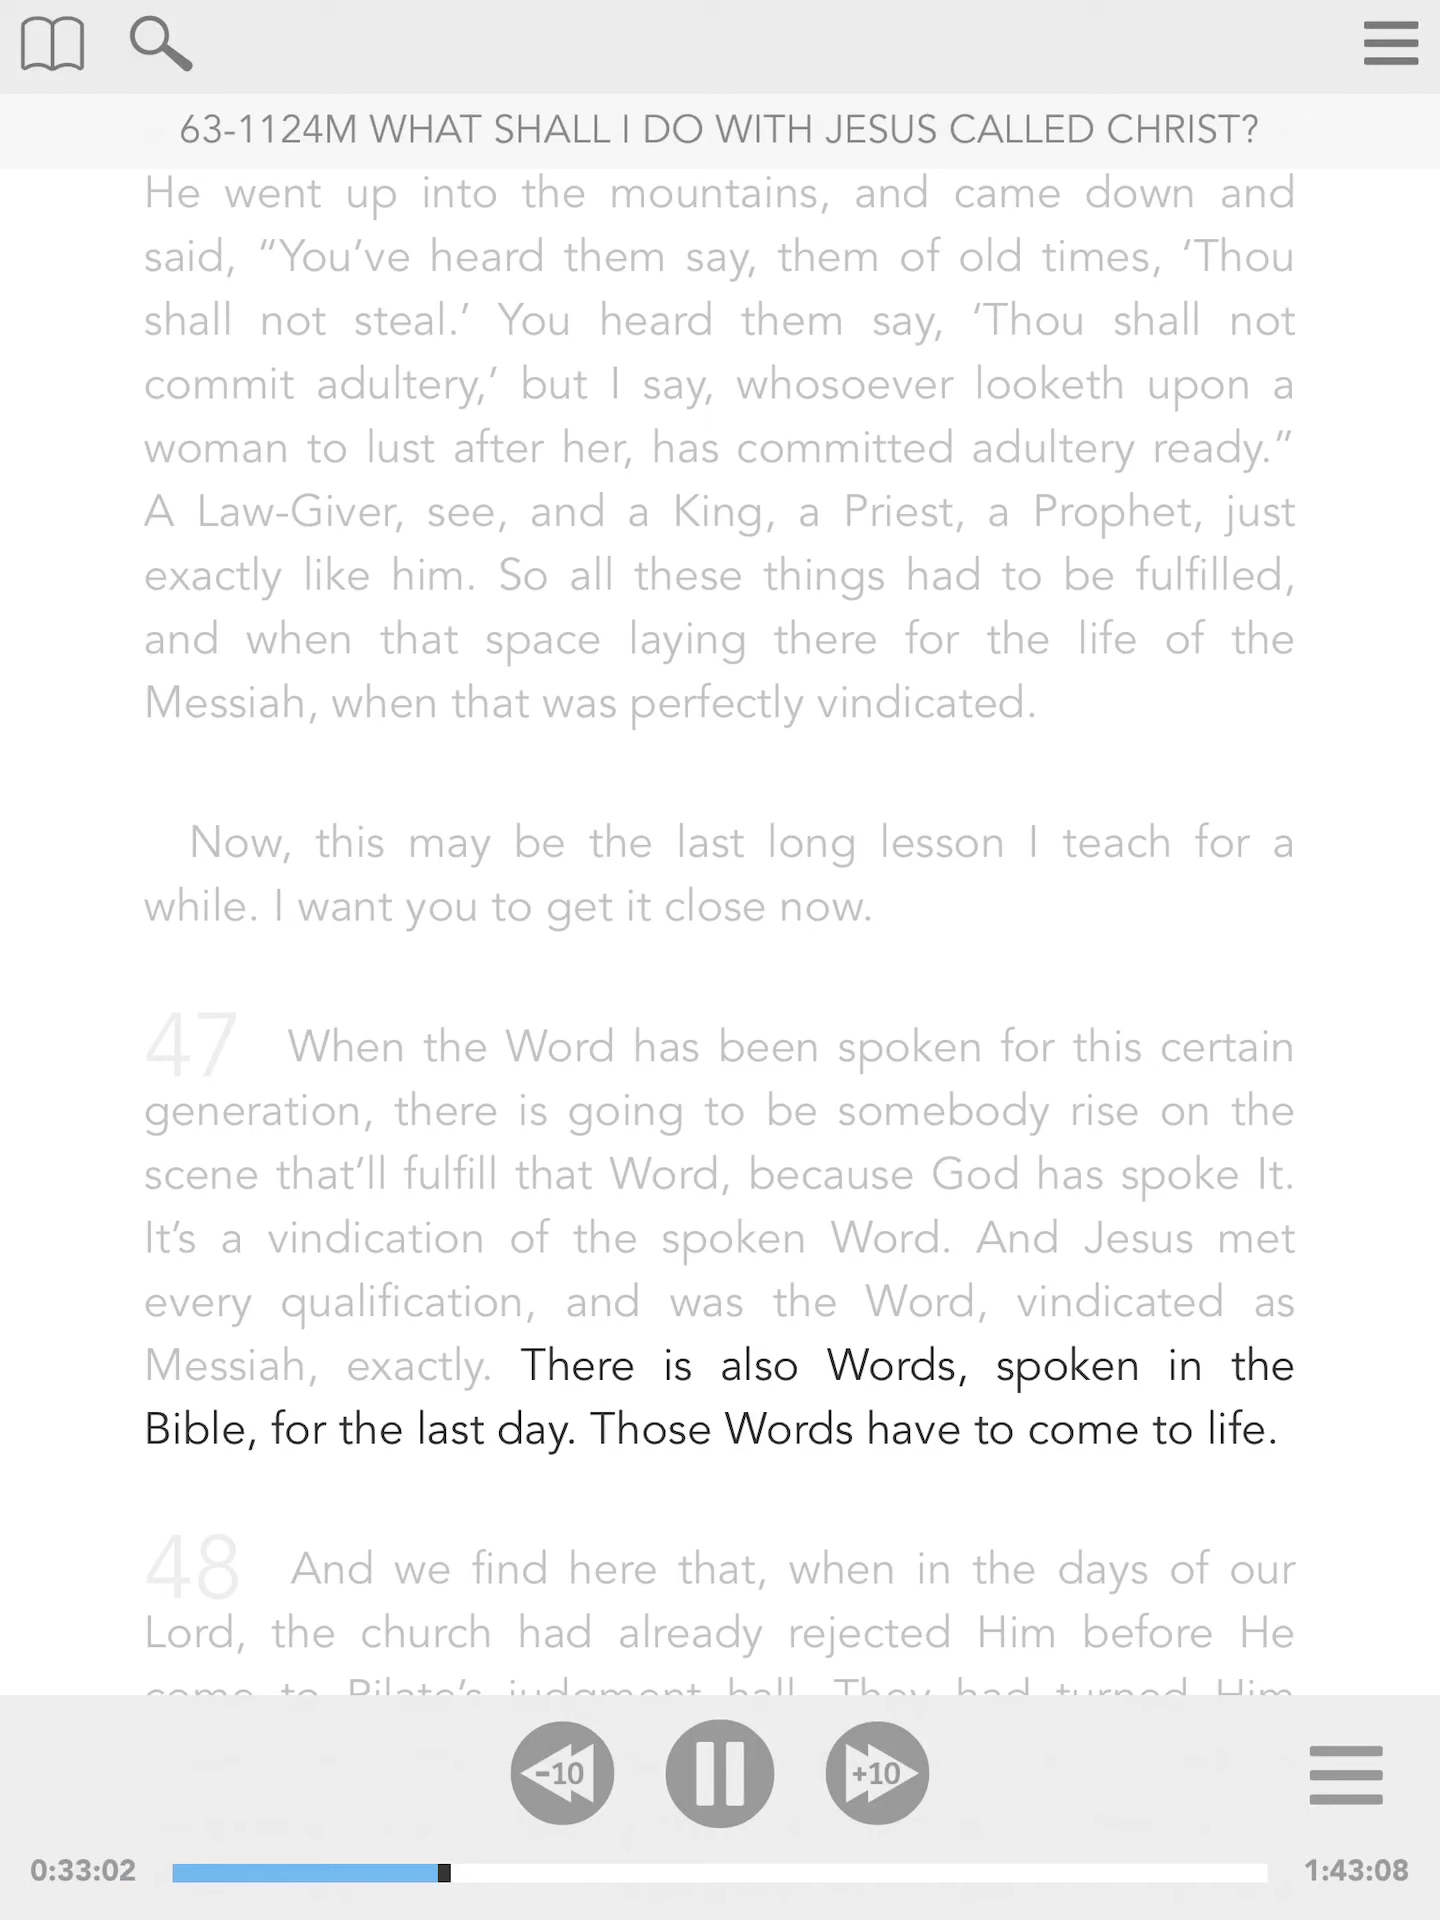 63-1124M WHAT SHALL I DO WITH JESUS CALLED CHRIST?
He went up into the mountains, and came down and
said, “You’ve heard them say, them of old times, ‘Thou
shall not steal.’ You heard them say, ‘Thou shall not
commit adultery,’ but I say, whosoever looketh upon a
woman to lust after her, has committed adultery ready.”
A Law-Giver, see, and a King, a Priest, a Prophet, just
exactly like him. So all these things had to be fulfilled,
and when that space laying there for the life of the
Messiah, when that was perfectly vindicated.
Now, this may be the last long lesson I teach for a
while. I want you to get it close now.
47 When the Word has been spoken for this certain
generation, there is going to be somebody rise on the
scene that’ll fulfill that Word, because God has spoke It.
It’s a vindication of the spoken Word. And Jesus met
every qualification, and was the Word, vindicated as
Messiah, exactly. There is also Words, spoken in the
Bible, for the last day. Those Words have to come to life.
48 And we find here that, when in the days of our
Lord, the church had already rejected Him before He
come to Pilate’s judgment hall. They had turned Him
-10 +10
0:33:02 1:43:08